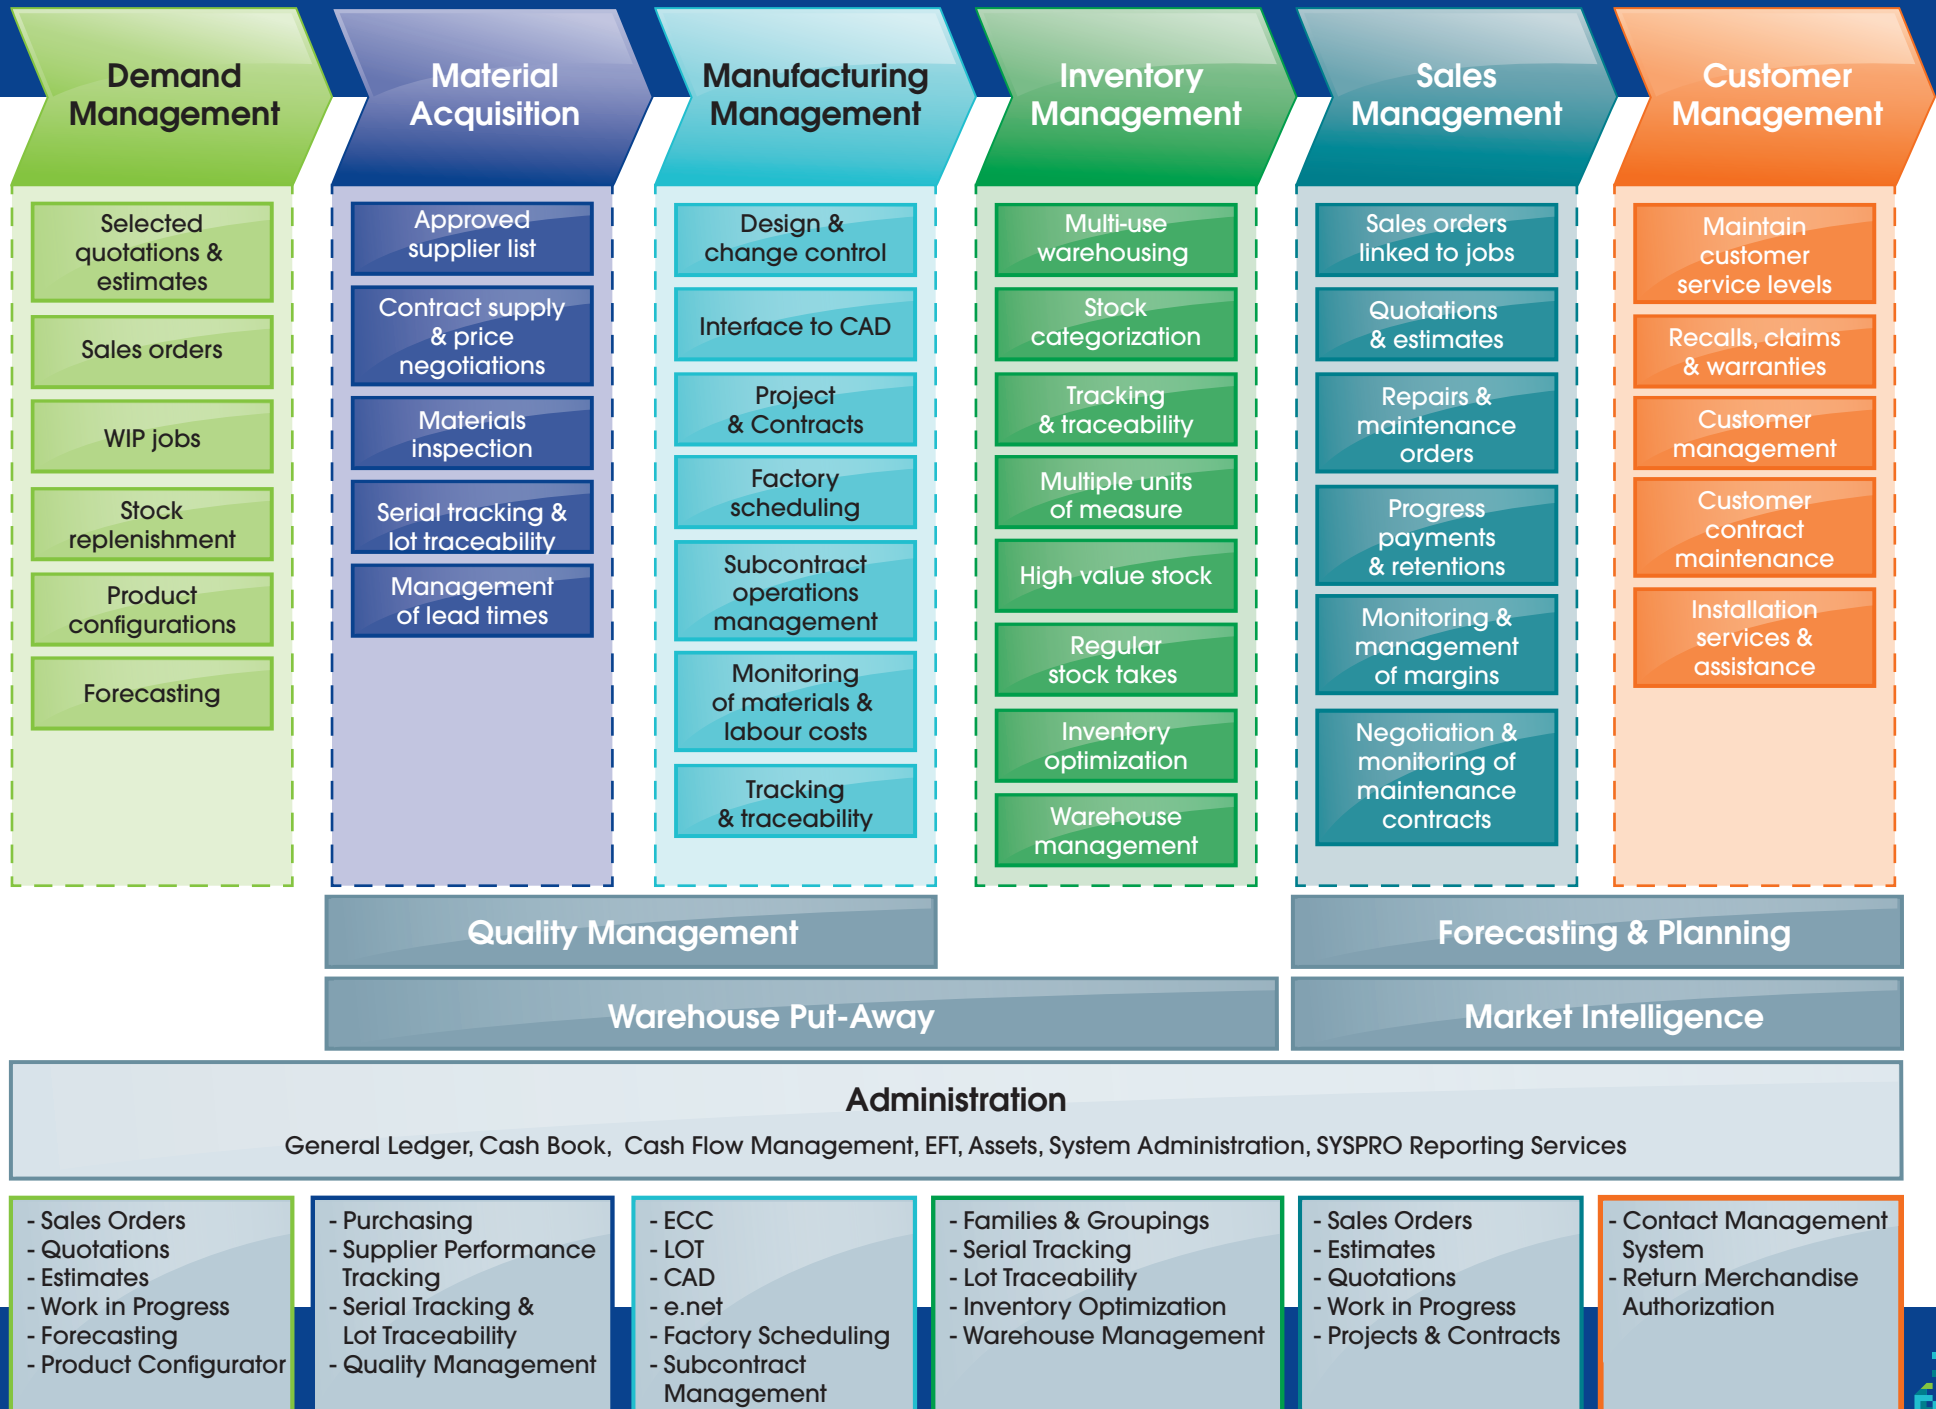 Demand
Management
Material
Acquisition
Manufacturing
Management
Inventory
Management
Sales
Management
Customer
Management
Selected
quotations &
estimates
Sales orders
WIP jobs
Stock
replenishment
Product
configurations
Forecasting
Approved
supplier list
Contract supply
& price
negotiations
Materials
inspection
Serial tracking &
lot traceability
Management
of lead times
Design &
change control
Interface to CAD
Project
& Contracts
Factory
scheduling
Subcontract
operations
management
Monitoring
of materials &
labour costs
Tracking
& traceability
Multi-use
warehousing
Stock
categorization
Tracking
& traceability
Multiple units
of measure
High value stock
Regular
stock takes
Inventory
optimization
Warehouse
management
Sales orders
linked to jobs
Quotations
& estimates
Repairs &
maintenance
orders
Progress
payments
& retentions
Monitoring &
management
of margins
Negotiation &
monitoring of
maintenance
contracts
Maintain
customer
service levels
Recalls, claims
& warranties
Customer
management
Customer
contract
maintenance
Installation
services &
assistance
Quality Management
Forecasting & Planning
Warehouse Put-Away
Market Intelligence
Administration
General Ledger, Cash Book, Cash Flow Management, EFT, Assets, System Administration, SYSPRO Reporting Services
- Sales Orders
- Quotations
- Estimates
- Work in Progress
- Forecasting
- Product Configurator
- Purchasing
- Supplier Performance
Tracking
- Serial Tracking &
Lot Traceability
- Quality Management
- ECC
- LOT
- CAD
- e.net
- Factory Scheduling
- Subcontract
Management
- Families & Groupings
- Serial Tracking
- Lot Traceability
- Inventory Optimization
- Warehouse Management
- Sales Orders
- Estimates
- Quotations
- Work in Progress
- Projects & Contracts
- Contact Management
System
- Return Merchandise
Authorization